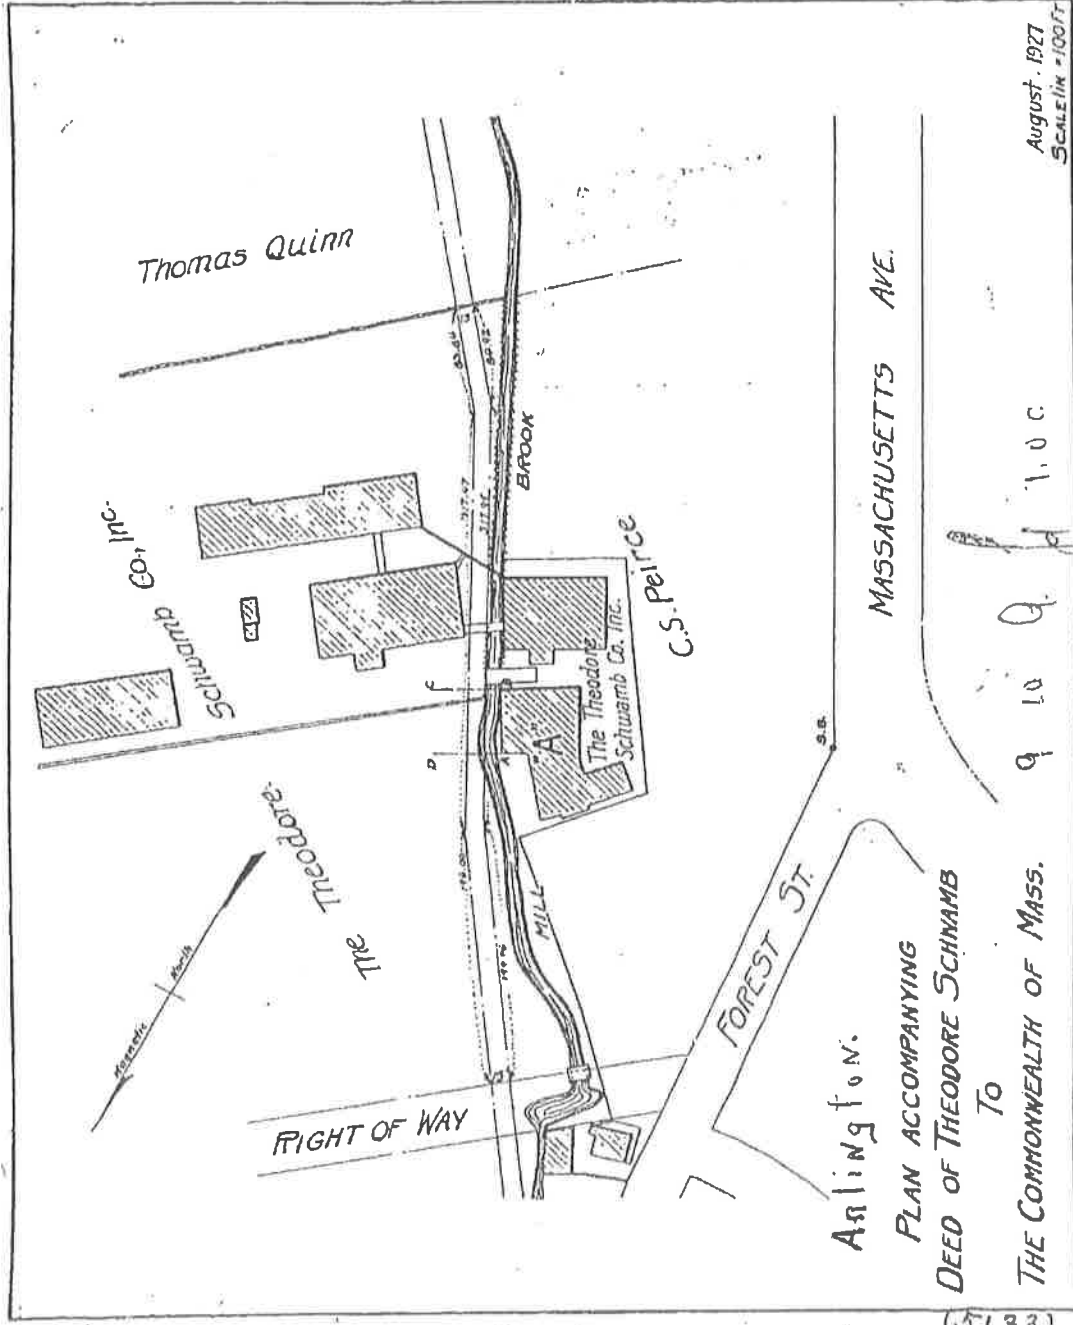 August. 1927
SCALE 1 IN = 100 FT
Thomas Quinn
The Theodore Schwamb Co., Inc.
Magnetic North
BROOK
C.S. Peirce
The Theodore
Schwamb Co. Inc.
"A"
D
C
A
MILL
MASSACHUSETTS AVE.
S.B.
FOREST ST.
RIGHT OF WAY
Arlington.
PLAN ACCOMPANYING
DEED OF THEODORE SCHWAMB
TO
THE COMMONWEALTH OF MASS.